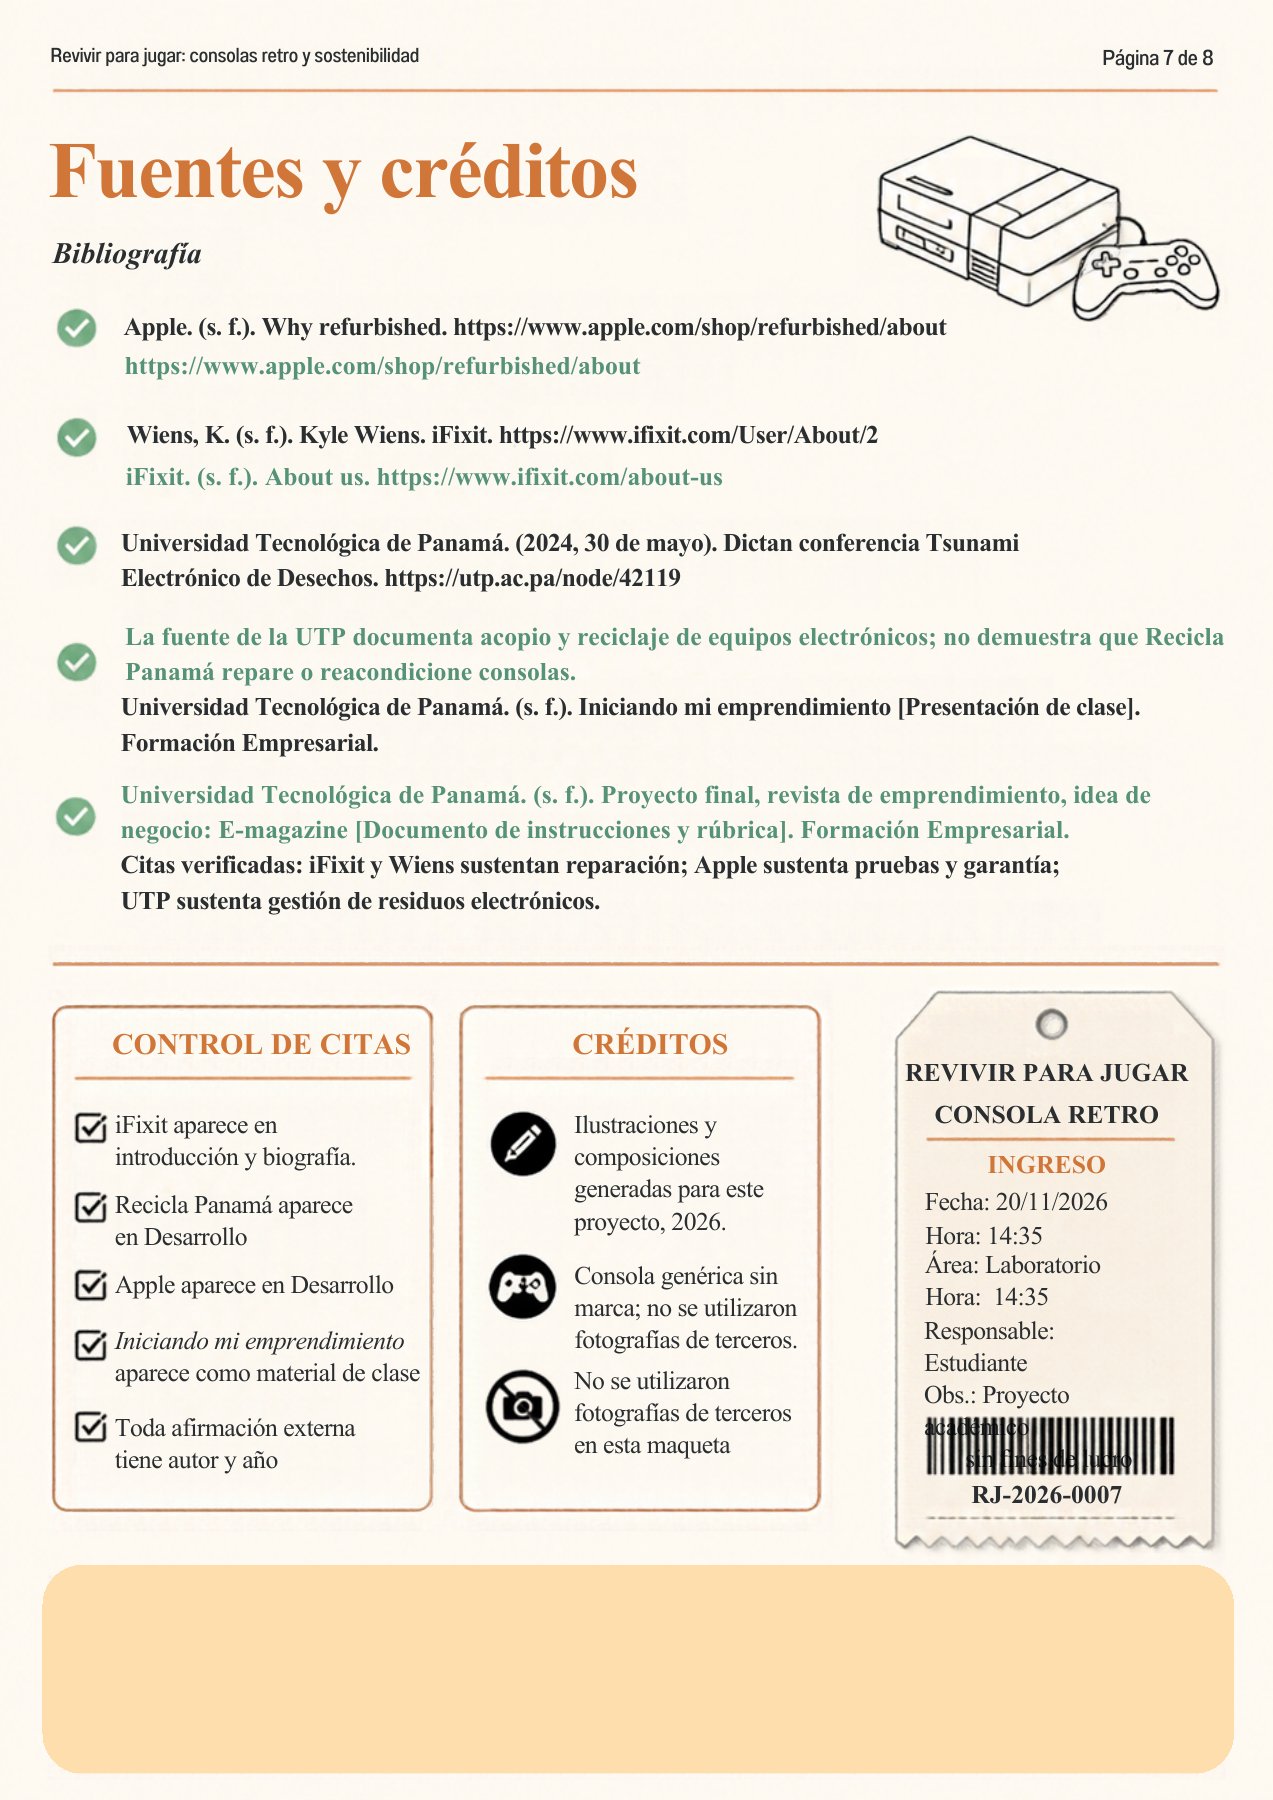 Revivir para jugar: consolas retro y sostenibilidad
Página 7 de 8
Fuentes y créditos
Bibliografía
Apple. (s. f.). Why refurbished. https://www.apple.com/shop/refurbished/about
https://www.apple.com/shop/refurbished/about
Wiens, K. (s. f.). Kyle Wiens. iFixit. https://www.ifixit.com/User/About/2
iFixit. (s. f.). About us. https://www.ifixit.com/about-us
Universidad Tecnológica de Panamá. (2024, 30 de mayo). Dictan conferencia Tsunami
Electrónico de Desechos. https://utp.ac.pa/node/42119
La fuente de la UTP documenta acopio y reciclaje de equipos electrónicos; no demuestra que Recicla
Panamá repare o reacondicione consolas.
Universidad Tecnológica de Panamá. (s. f.). Iniciando mi emprendimiento [Presentación de clase].
Formación Empresarial.
Universidad Tecnológica de Panamá. (s. f.). Proyecto final, revista de emprendimiento, idea de
negocio: E-magazine [Documento de instrucciones y rúbrica]. Formación Empresarial.
Citas verificadas: iFixit y Wiens sustentan reparación; Apple sustenta pruebas y garantía;
UTP sustenta gestión de residuos electrónicos.
CONTROL DE CITAS
iFixit aparece en
introducción y biografía.
Recicla Panamá aparece
en Desarrollo
Apple aparece en Desarrollo
Iniciando mi emprendimiento
aparece como material de clase
Toda afirmación externa
tiene autor y año
CRÉDITOS
Ilustraciones y
composiciones
generadas para este
proyecto, 2026.
Consola genérica sin
marca; no se utilizaron
fotografías de terceros.
No se utilizaron
fotografías de terceros
en esta maqueta
REVIVIR PARA JUGAR
CONSOLA RETRO
INGRESO
Fecha: 20/11/2026
Hora: 14:35
Área: Laboratorio
Hora: 14:35
Responsable:
Estudiante
Obs.: Proyecto
académico
sin fines de lucro
RJ-2026-0007